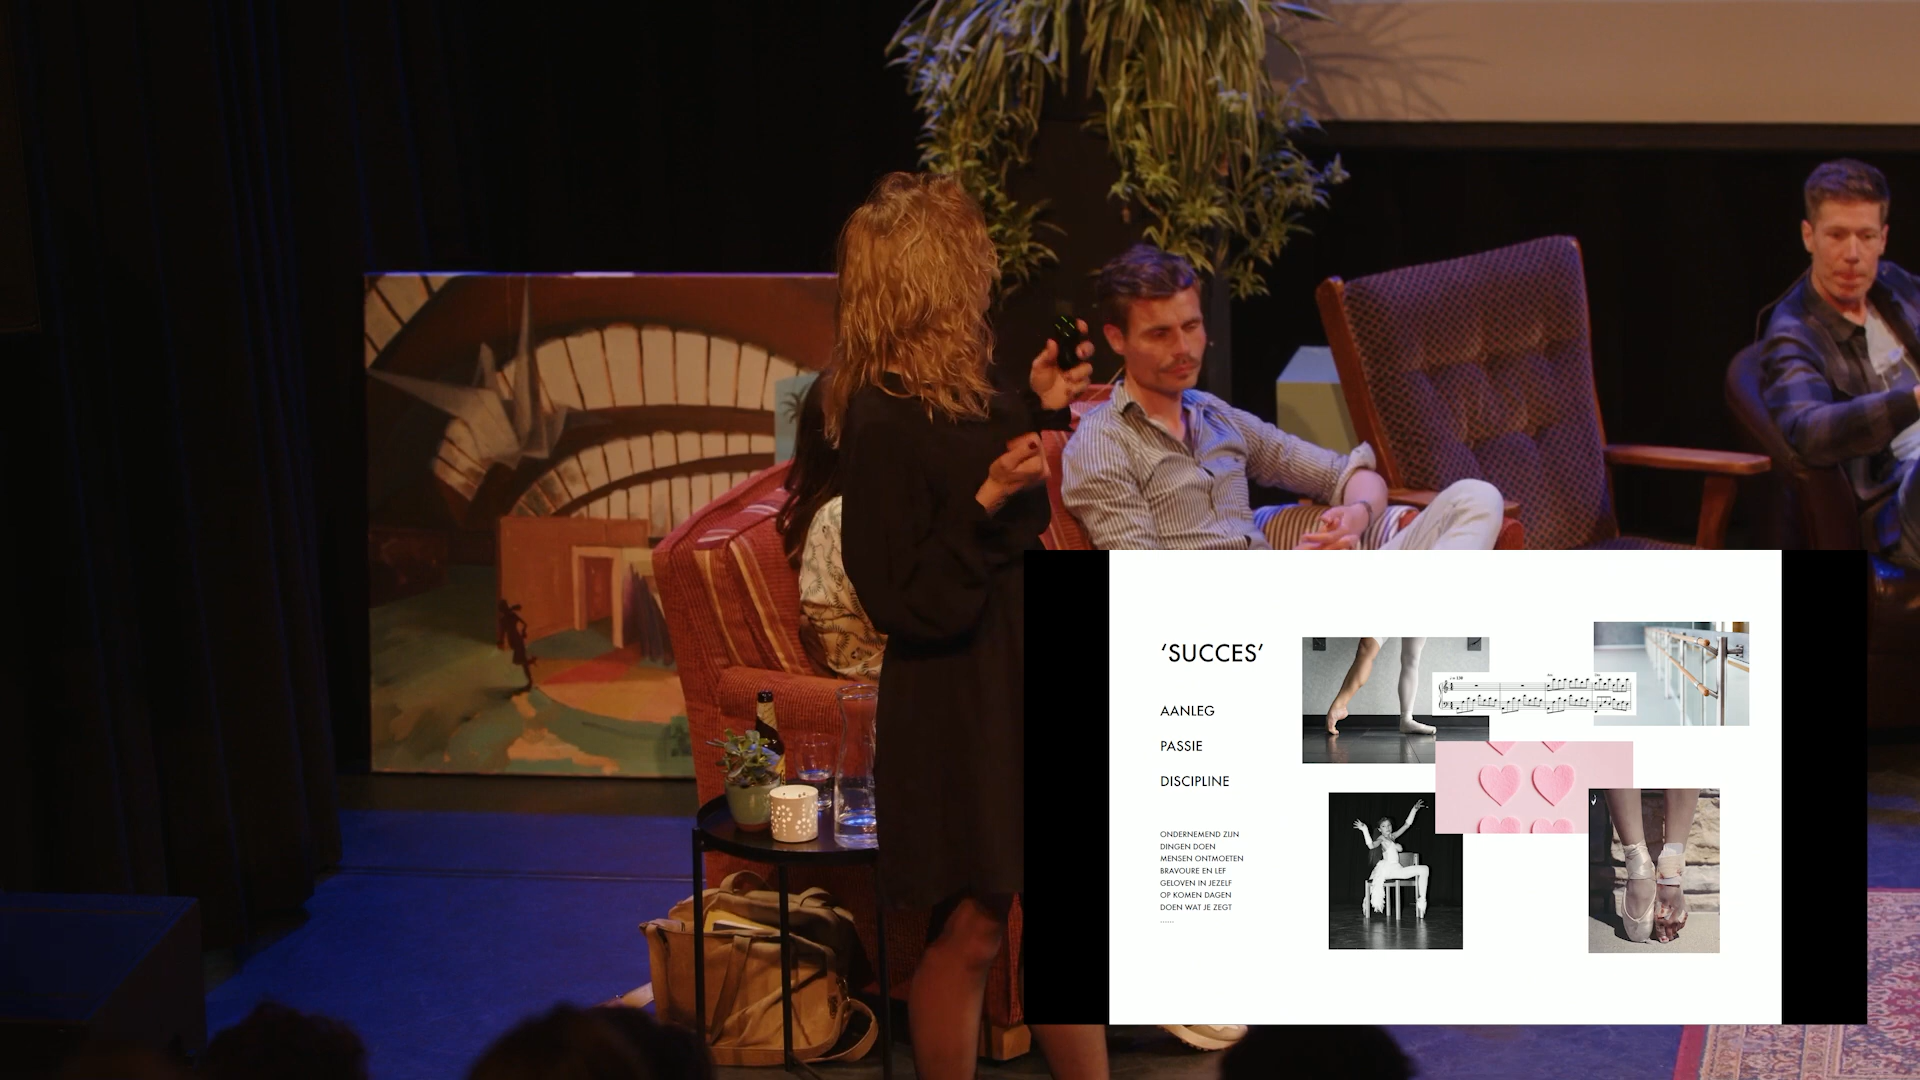 ‘SUCCES’
AANLEG
PASSIE
DISCIPLINE
ONDERNEMEND ZIJN
DINGEN DOEN
MENSEN ONTMOETEN
BRAVOURE EN LEF
GELOVEN IN JEZELF
OP KOMEN DAGEN
DOEN WAT JE ZEGT
......